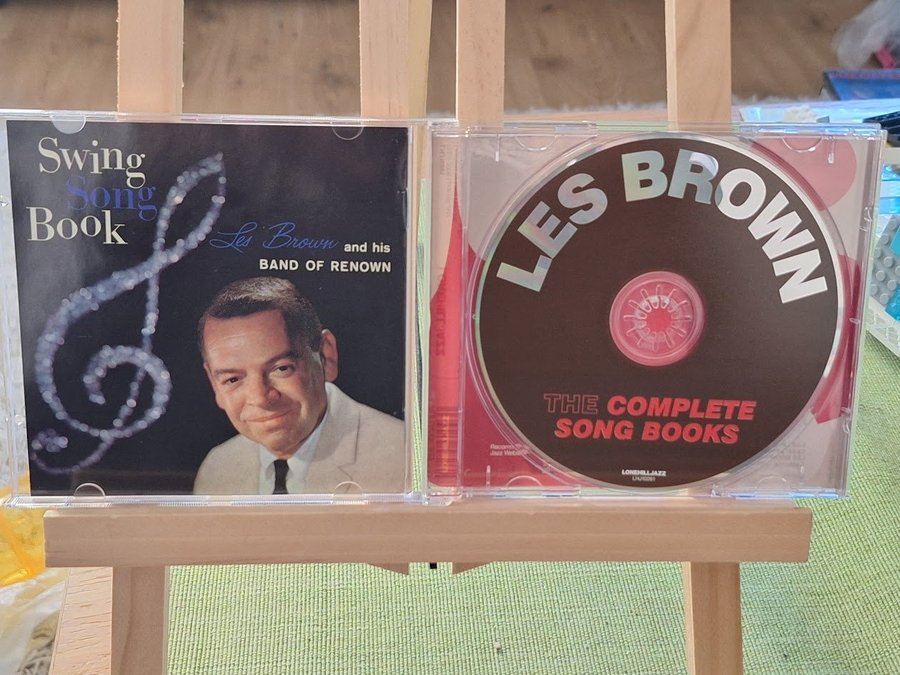 Swing
Song
Book
Les Brown and his
BAND OF RENOWN
LES BROWN
THE COMPLETE
SONG BOOKS
LONEHILLJAZZ